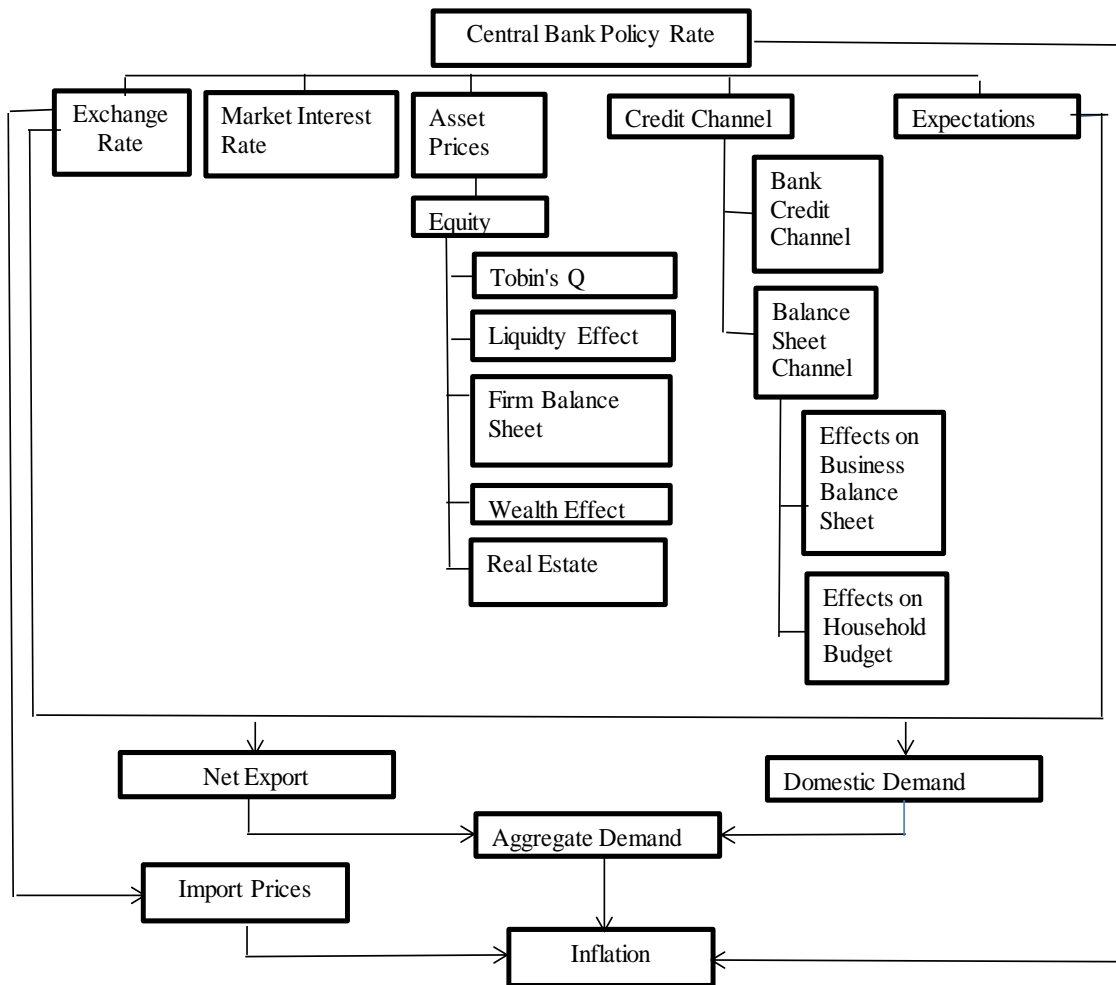 Central Bank Policy Rate
Exchange
Rate
Market Interest
Rate
Asset
Prices
Credit Channel
Expectations
Equity
Tobin's Q
Liquidty Effect
Firm Balance
Sheet
Wealth Effect
Real Estate
Bank
Credit
Channel
Balance
Sheet
Channel
Effects on
Business
Balance
Sheet
Effects on
Household
Budget
Net Export
Domestic Demand
Aggregate Demand
Import Prices
Inflation